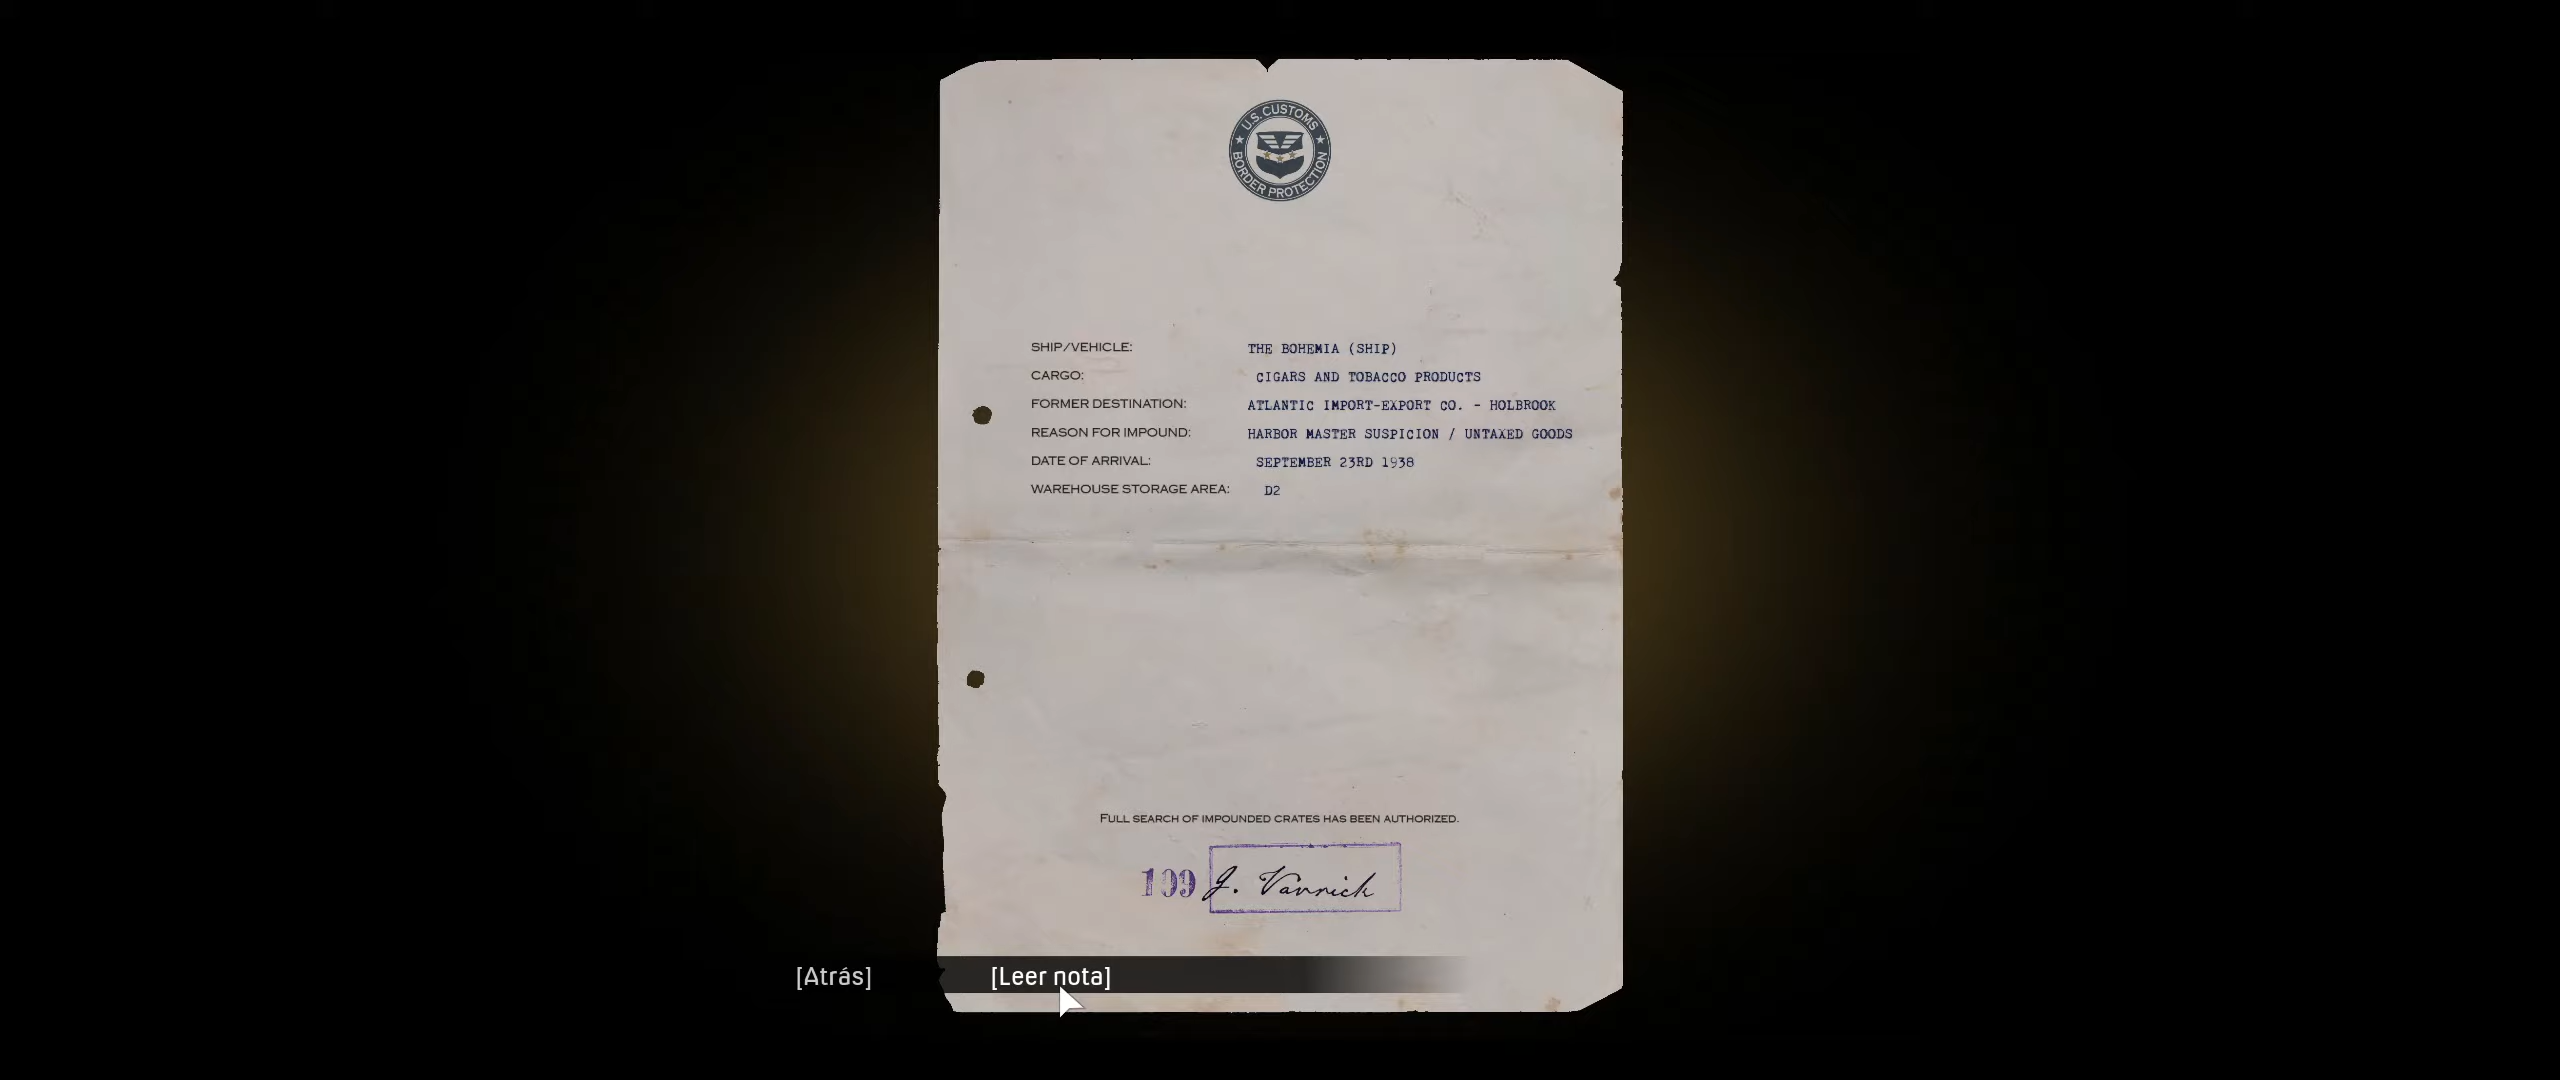 U.S. CUSTOMS
BORDER PROTECTION
SHIP/VEHICLE: THE BOHEMIA (SHIP)
CARGO: CIGARS AND TOBACCO PRODUCTS
FORMER DESTINATION: ATLANTIC IMPORT-EXPORT CO. - HOLBROOK
REASON FOR IMPOUND: HARBOR MASTER SUSPICION / UNTAXED GOODS
DATE OF ARRIVAL: SEPTEMBER 23RD 1938
WAREHOUSE STORAGE AREA: D2
FULL SEARCH OF IMPOUNDED CRATES HAS BEEN AUTHORIZED.
199 J. Vanrick
[Atrás] [Leer nota]